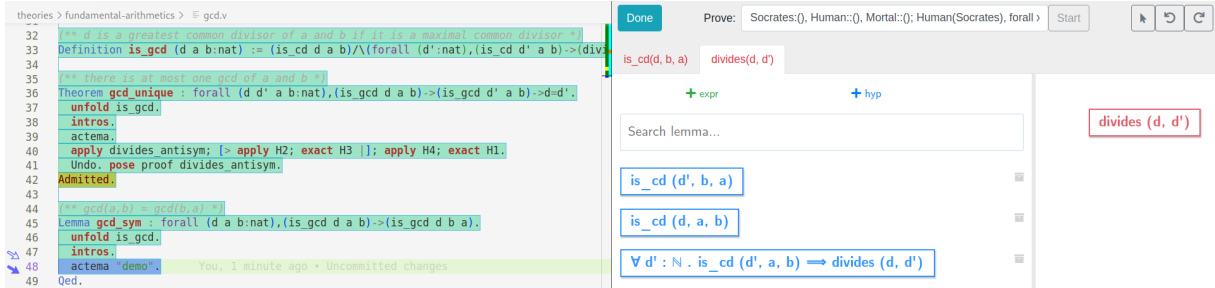 theories > fundamental-arithmetics > gcd.v
32 (** d is a greatest common divisor of a and b if it is a maximal common divisor *)
33 Definition is_gcd (d a b:nat) := (is_cd d a b)/\(forall (d':nat),(is_cd d' a b)->(divi
34
35 (** there is at most one gcd of a and b *)
36 Theorem gcd_unique : forall (d d' a b:nat),(is_gcd d a b)->(is_gcd d' a b)->d=d'.
37 unfold is_gcd.
38 intros.
39 actema.
40 apply divides_antisym; [> apply H2; exact H3 |]; apply H4; exact H1.
41 Undo. pose proof divides_antisym.
42 Admitted.
43
44 (** gcd(a,b) = gcd(b,a) *)
45 Lemma gcd_sym : forall (d a b:nat),(is_gcd d a b)->(is_gcd d b a).
46 unfold is_gcd.
47 intros.
48 actema "demo". You, 1 minute ago • Uncommitted changes
49 Qed.
Done Prove: Socrates:(), Human::(), Mortal::(); Human(Socrates), forall Start
is_cd(d, b, a) divides(d, d')
+ expr + hyp
Search lemma...
divides (d, d')
is_cd (d', b, a)
is_cd (d, a, b)
∀ d' : ℕ . is_cd (d', a, b) ⟹ divides (d, d')